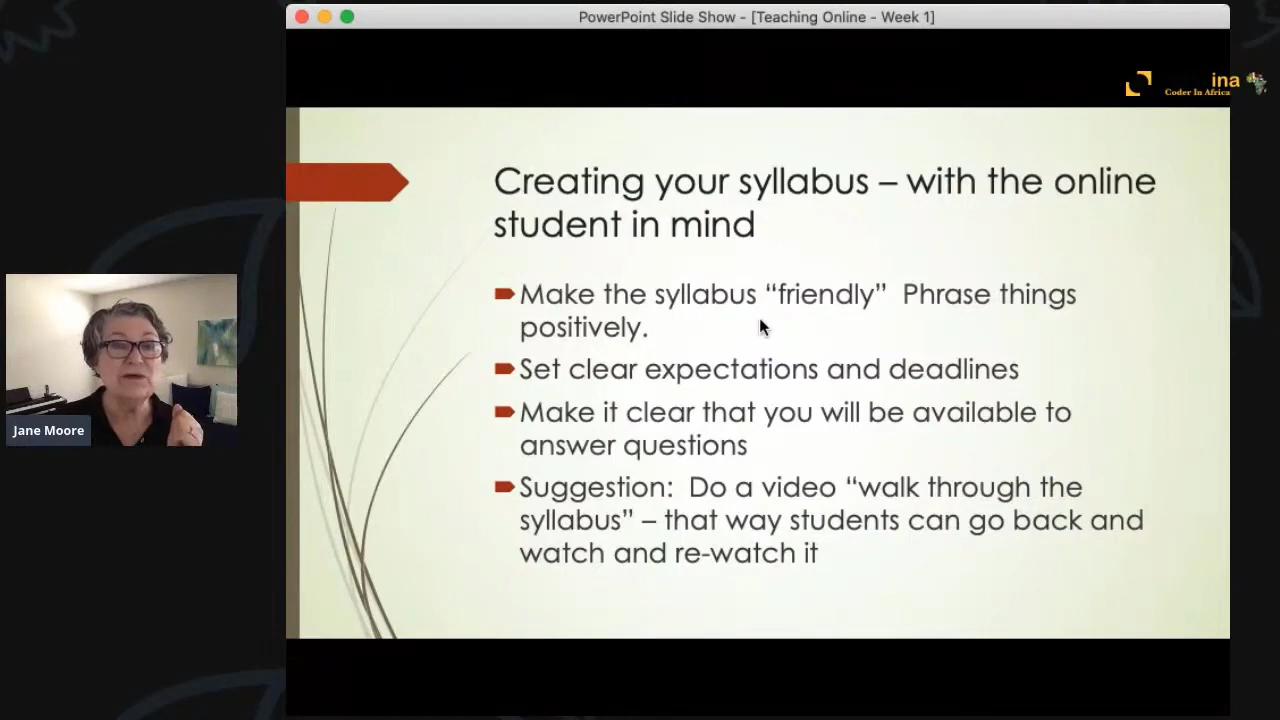 PowerPoint Slide Show - [Teaching Online - Week 1]
ina
Coder In Africa
Creating your syllabus – with the online
student in mind
Make the syllabus “friendly”  Phrase things
positively.
Set clear expectations and deadlines
Make it clear that you will be available to
answer questions
Suggestion:  Do a video “walk through the
syllabus” – that way students can go back and
watch and re-watch it
Jane Moore